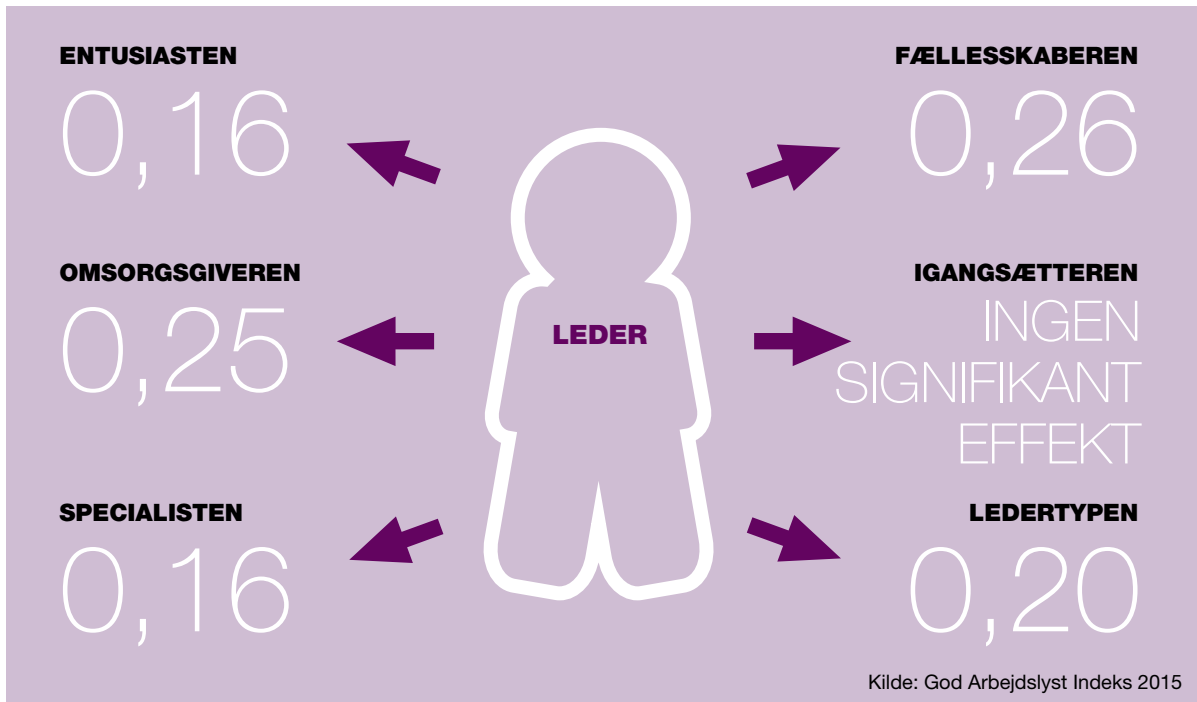 ENTUSIASTEN
0,16
FÆLLESSKABEREN
0,26
OMSORGSGIVEREN
0,25
LEDER
IGANGSÆTTEREN
INGEN
SIGNIFIKANT
EFFEKT
SPECIALISTEN
0,16
LEDERTYPEN
0,20
Kilde: God Arbejdslyst Indeks 2015